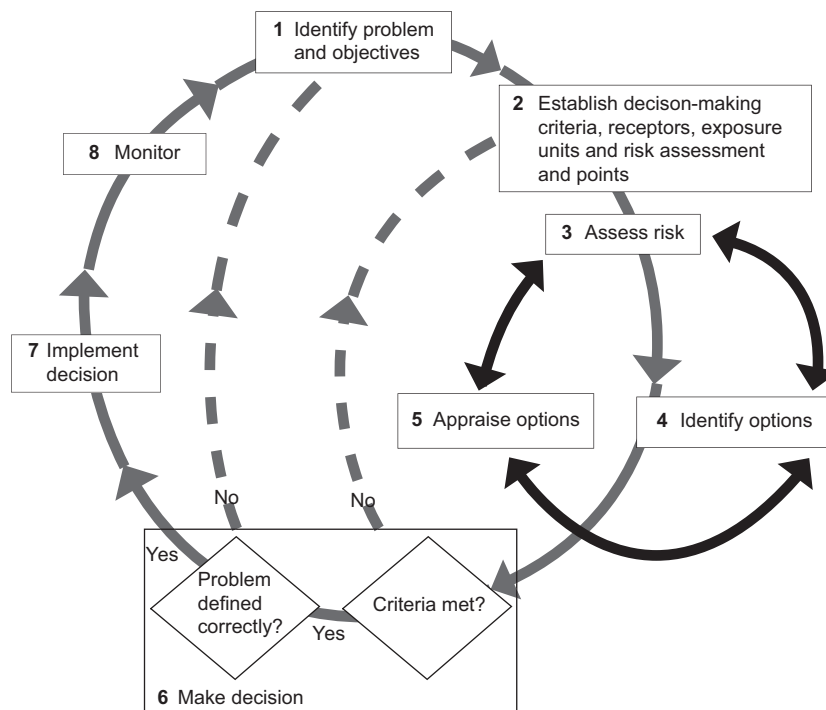 1 Identify problem
and objectives
2 Establish decison-making
criteria, receptors, exposure
units and risk assessment
and points
3 Assess risk
4 Identify options
5 Appraise options
No
No
Criteria met?
Yes
Problem
defined
correctly?
Yes
6 Make decision
7 Implement
decision
8 Monitor